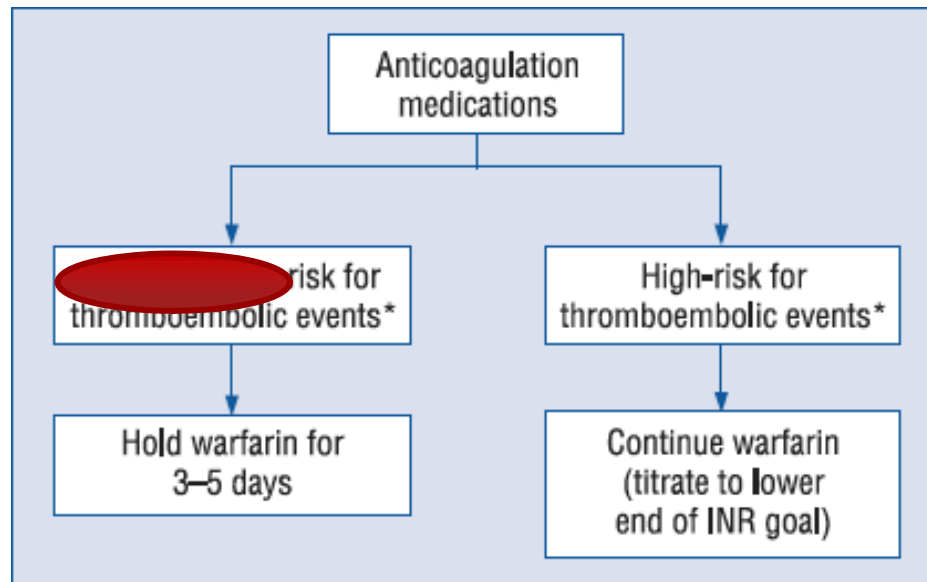 Anticoagulation
medications
risk for
thromboembolic events*
High-risk for
thromboembolic events*
Hold warfarin for
3–5 days
Continue warfarin
(titrate to lower
end of INR goal)